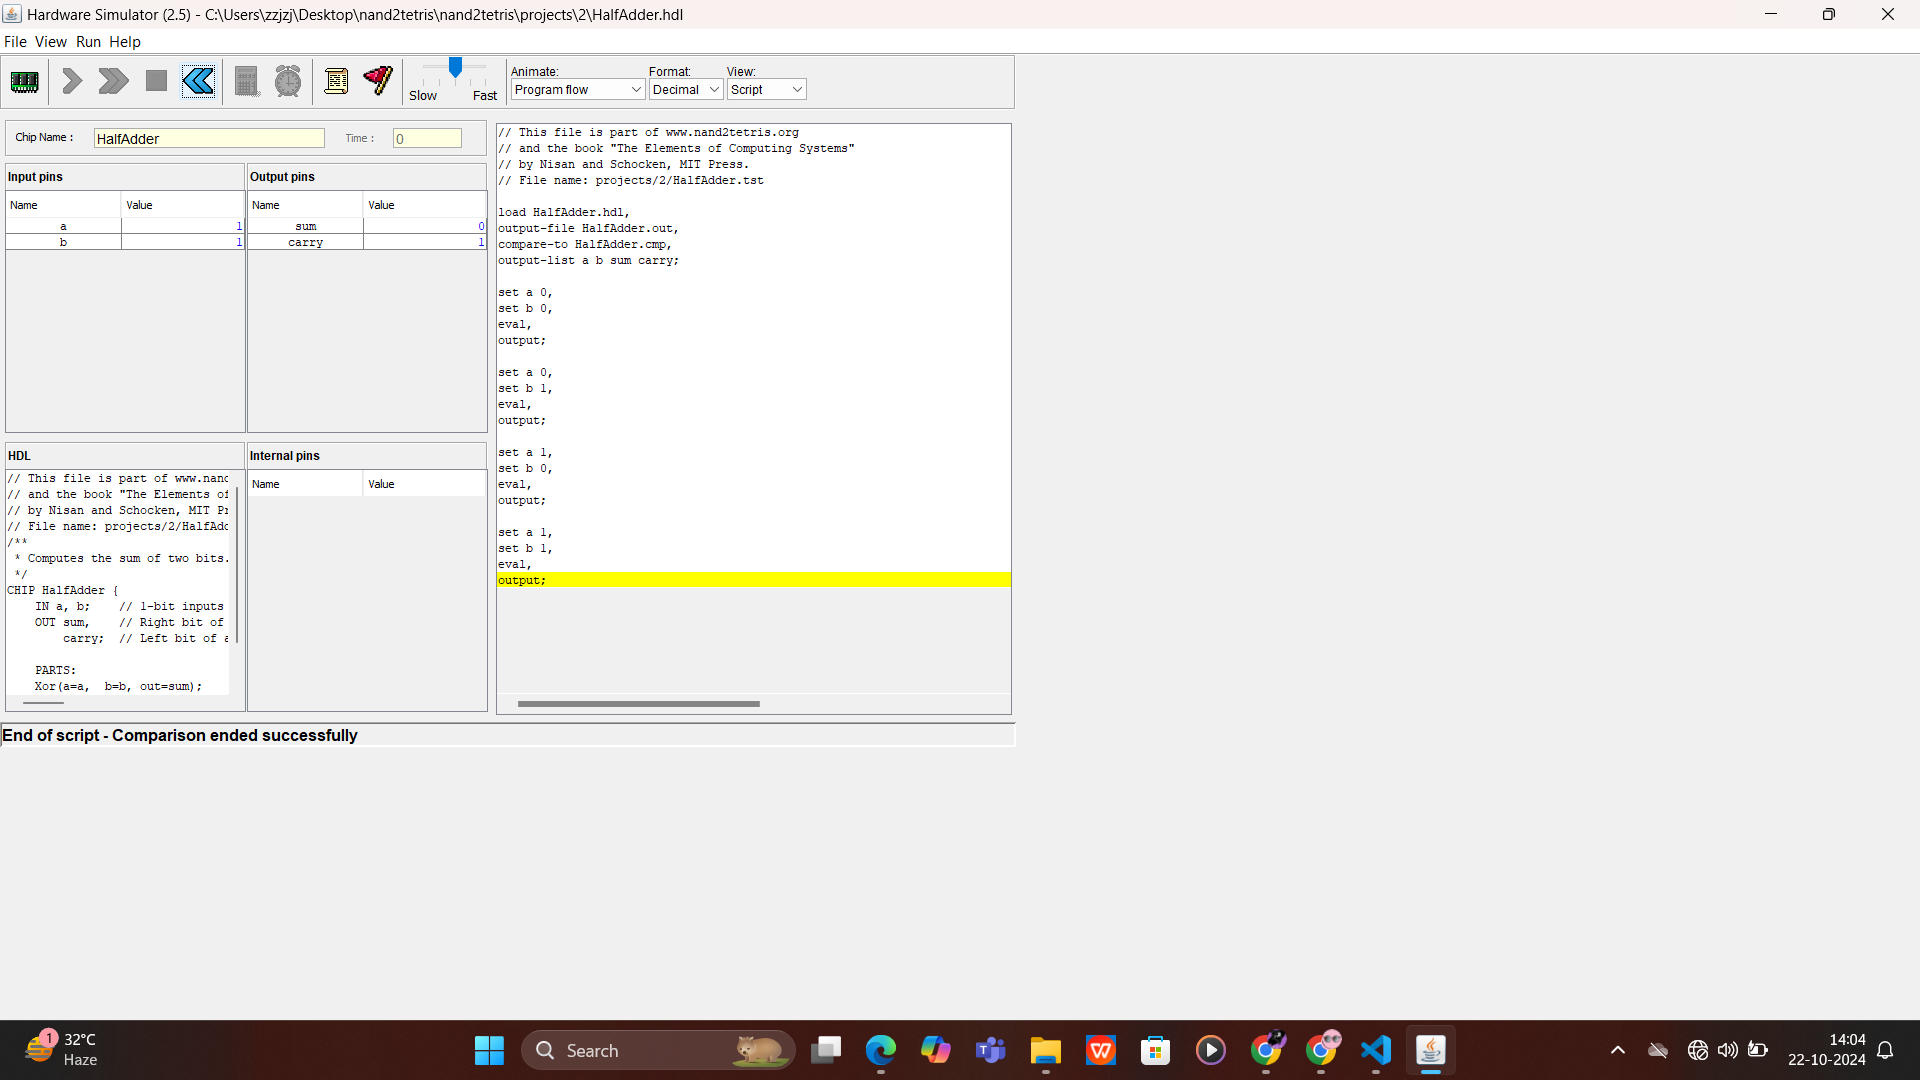 Hardware Simulator (2.5) - C:\Users\zzjzj\Desktop\nand2tetris\nand2tetris\projects\2\HalfAdder.hdl
File View Run Help
Slow Fast
Animate: Format: View:
Program flow Decimal Script
Chip Name : HalfAdder Time : 0
Input pins
Name Value
a 1
b 1
Output pins
Name Value
sum 0
carry 1
HDL
// This file is part of www.nand
// and the book "The Elements of
// by Nisan and Schocken, MIT Pr
// File name: projects/2/HalfAdd
/**
* Computes the sum of two bits.
*/
CHIP HalfAdder {
IN a, b; // 1-bit inputs
OUT sum, // Right bit of
carry; // Left bit of a
PARTS:
Xor(a=a, b=b, out=sum);
Internal pins
Name Value
// This file is part of www.nand2tetris.org
// and the book "The Elements of Computing Systems"
// by Nisan and Schocken, MIT Press.
// File name: projects/2/HalfAdder.tst
load HalfAdder.hdl,
output-file HalfAdder.out,
compare-to HalfAdder.cmp,
output-list a b sum carry;
set a 0,
set b 0,
eval,
output;
set a 0,
set b 1,
eval,
output;
set a 1,
set b 0,
eval,
output;
set a 1,
set b 1,
eval,
output;
End of script - Comparison ended successfully
1
32°C
Haze
Search
14:04
22-10-2024